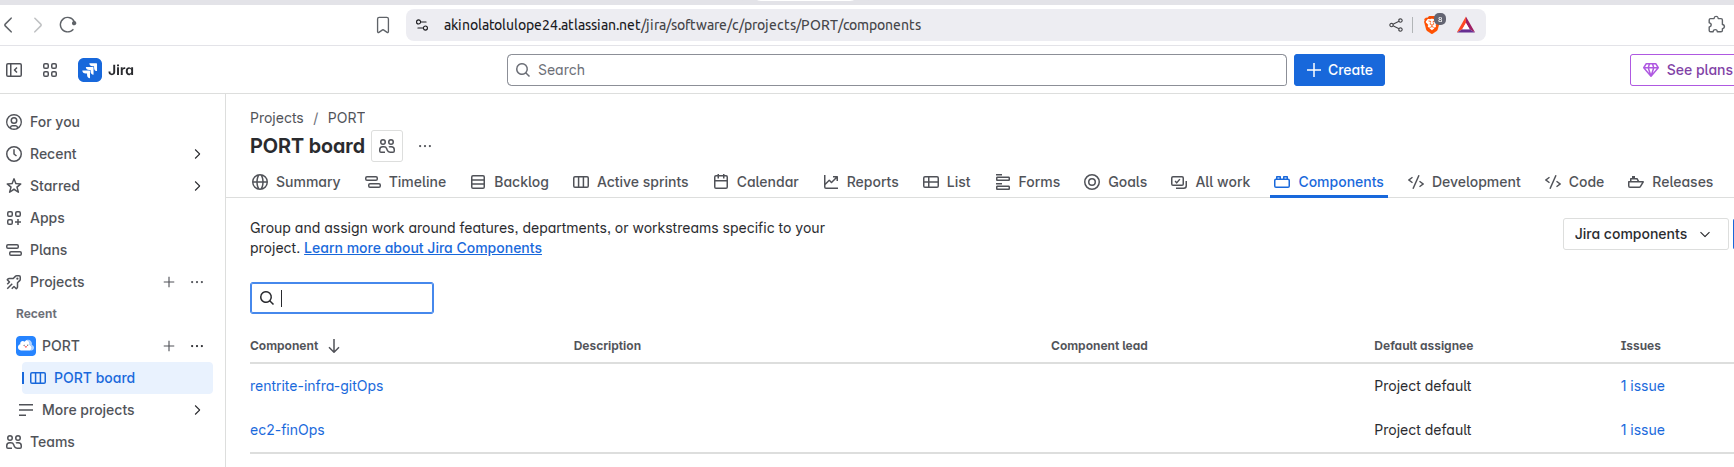 akinolatolulope24.atlassian.net/jira/software/c/projects/PORT/components
8
Jira
Search
Create
See plans
For you
Recent
Starred
Apps
Plans
Projects
Recent
PORT
PORT board
More projects
Teams
Projects / PORT
PORT board
Summary Timeline Backlog Active sprints Calendar Reports List Forms Goals All work Components Development Code Releases
Group and assign work around features, departments, or workstreams specific to your
project. Learn more about Jira Components
Jira components
Component Description Component lead Default assignee Issues
rentrite-infra-gitOps Project default 1 issue
ec2-finOps Project default 1 issue